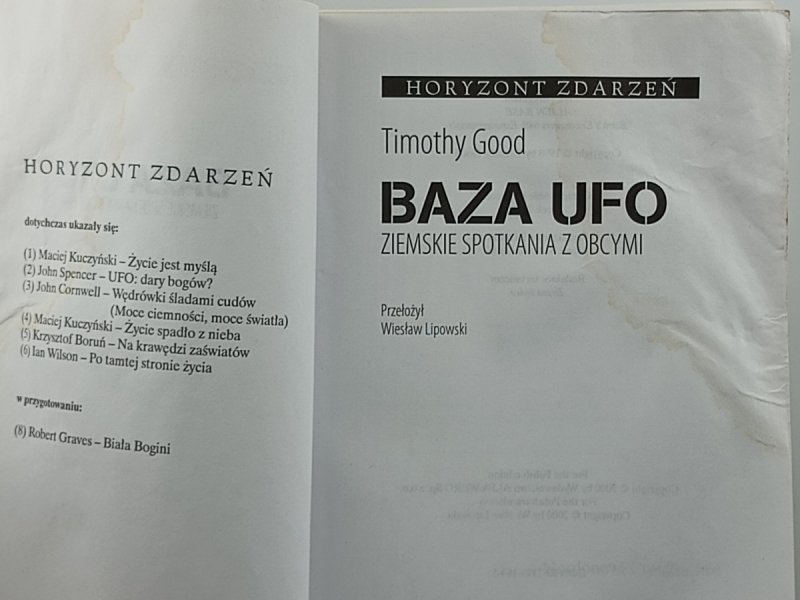 HORYZONT ZDARZEŃ
dotychczas ukazały się:
(1) Maciej Kuczyński – Życie jest myślą
(2) John Spencer – UFO: dary bogów?
(3) John Cornwell – Wędrówki śladami cudów
(Moce ciemności, moce światła)
(4) Maciej Kuczyński – Życie spadło z nieba
(5) Krzysztof Boruń – Na krawędzi zaświatów
(6) Ian Wilson – Po tamtej stronie życia
w przygotowaniu:
(8) Robert Graves – Biała Bogini
HORYZONT ZDARZEŃ
Timothy Good
BAZA UFO
ZIEMSKIE SPOTKANIA Z OBCYMI
Przełożył
Wiesław Lipowski